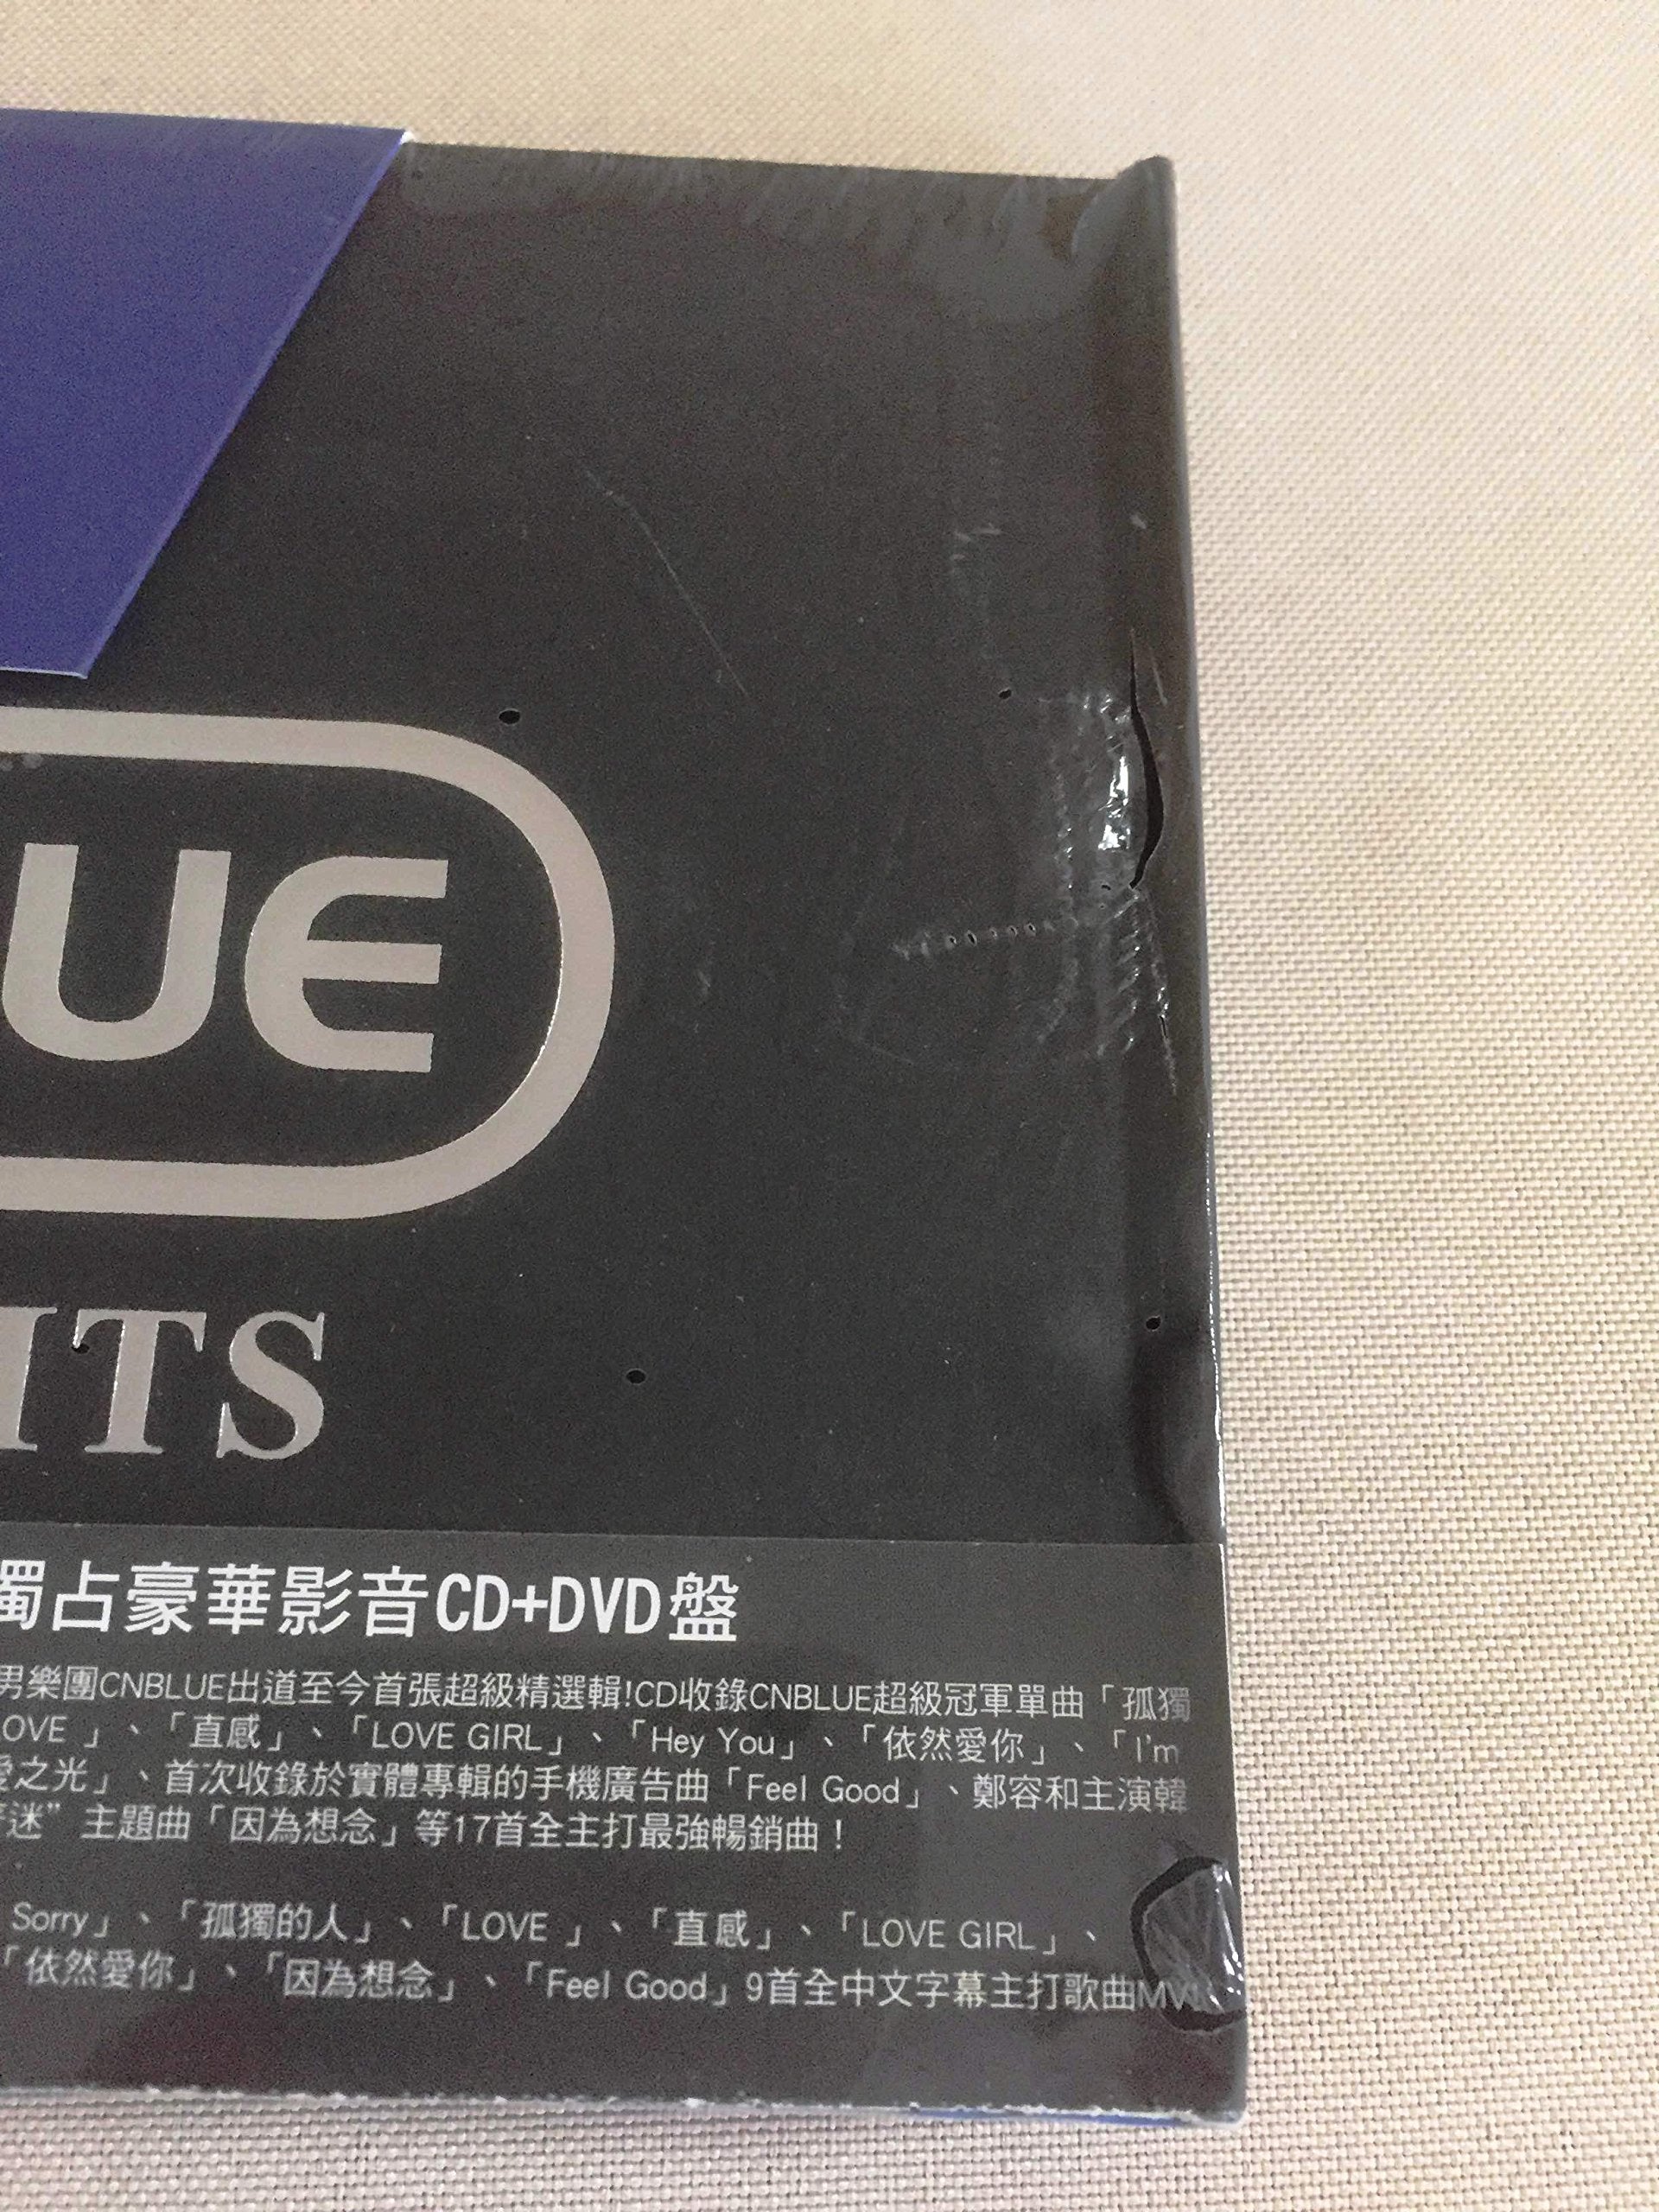 UE
ITS
獨占豪華影音CD+DVD盤
男樂團CNBLUE出道至今首張超級精選輯!CD收錄CNBLUE超級冠軍單曲「孤獨
OVE 」、「直感」、「LOVE GIRL」、「Hey You」、「依然愛你」、「I'm
愛之光」、首次收錄於實體專輯的手機廣告曲「Feel Good」、鄭容和主演韓
迷” 主題曲「因為想念」等17首全主打最強暢銷曲！
Sorry」、「孤獨的人」、「LOVE 」、「直感」、「LOVE GIRL」、
「依然愛你」、「因為想念」、「Feel Good」9首全中文字幕主打歌曲MV!